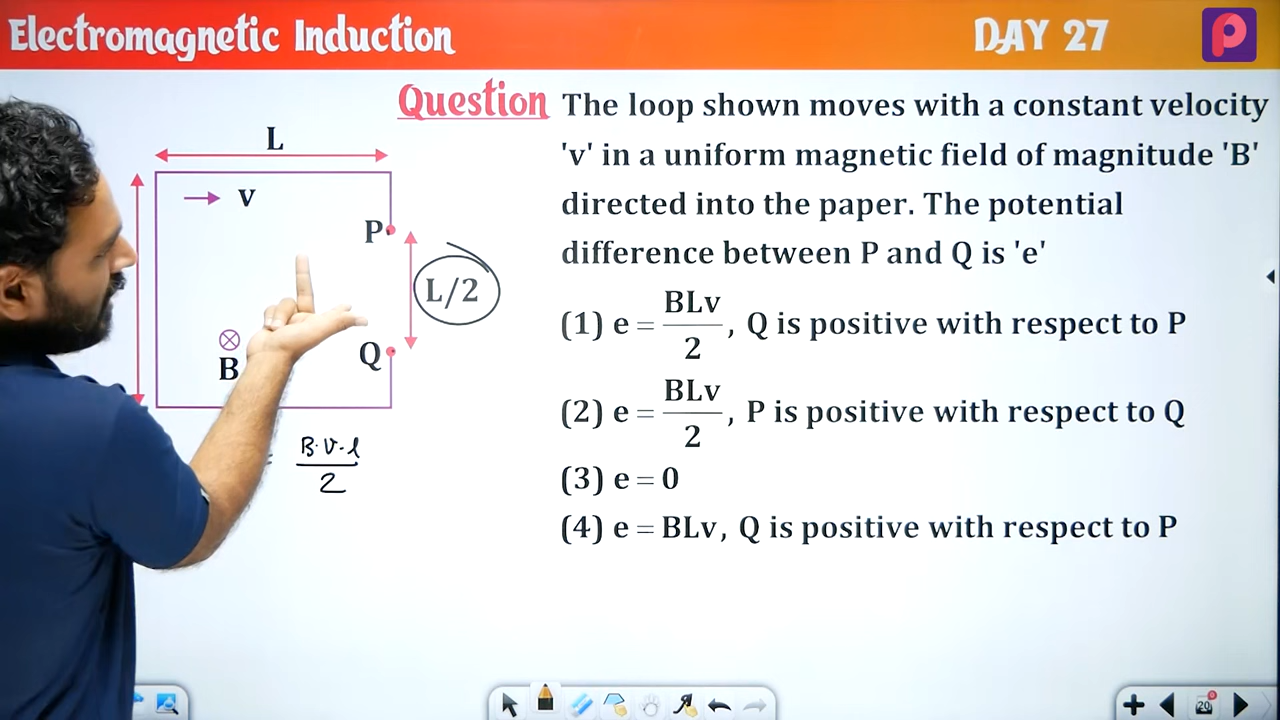 Electromagnetic Induction
DAY 27
Question The loop shown moves with a constant velocity
'v' in a uniform magnetic field of magnitude 'B'
directed into the paper. The potential
difference between P and Q is 'e'
(1) e = BLv/2, Q is positive with respect to P
(2) e = BLv/2, P is positive with respect to Q
(3) e = 0
(4) e = BLv, Q is positive with respect to P
L
v
P
L/2
Q
B
= B·v·l/2
20